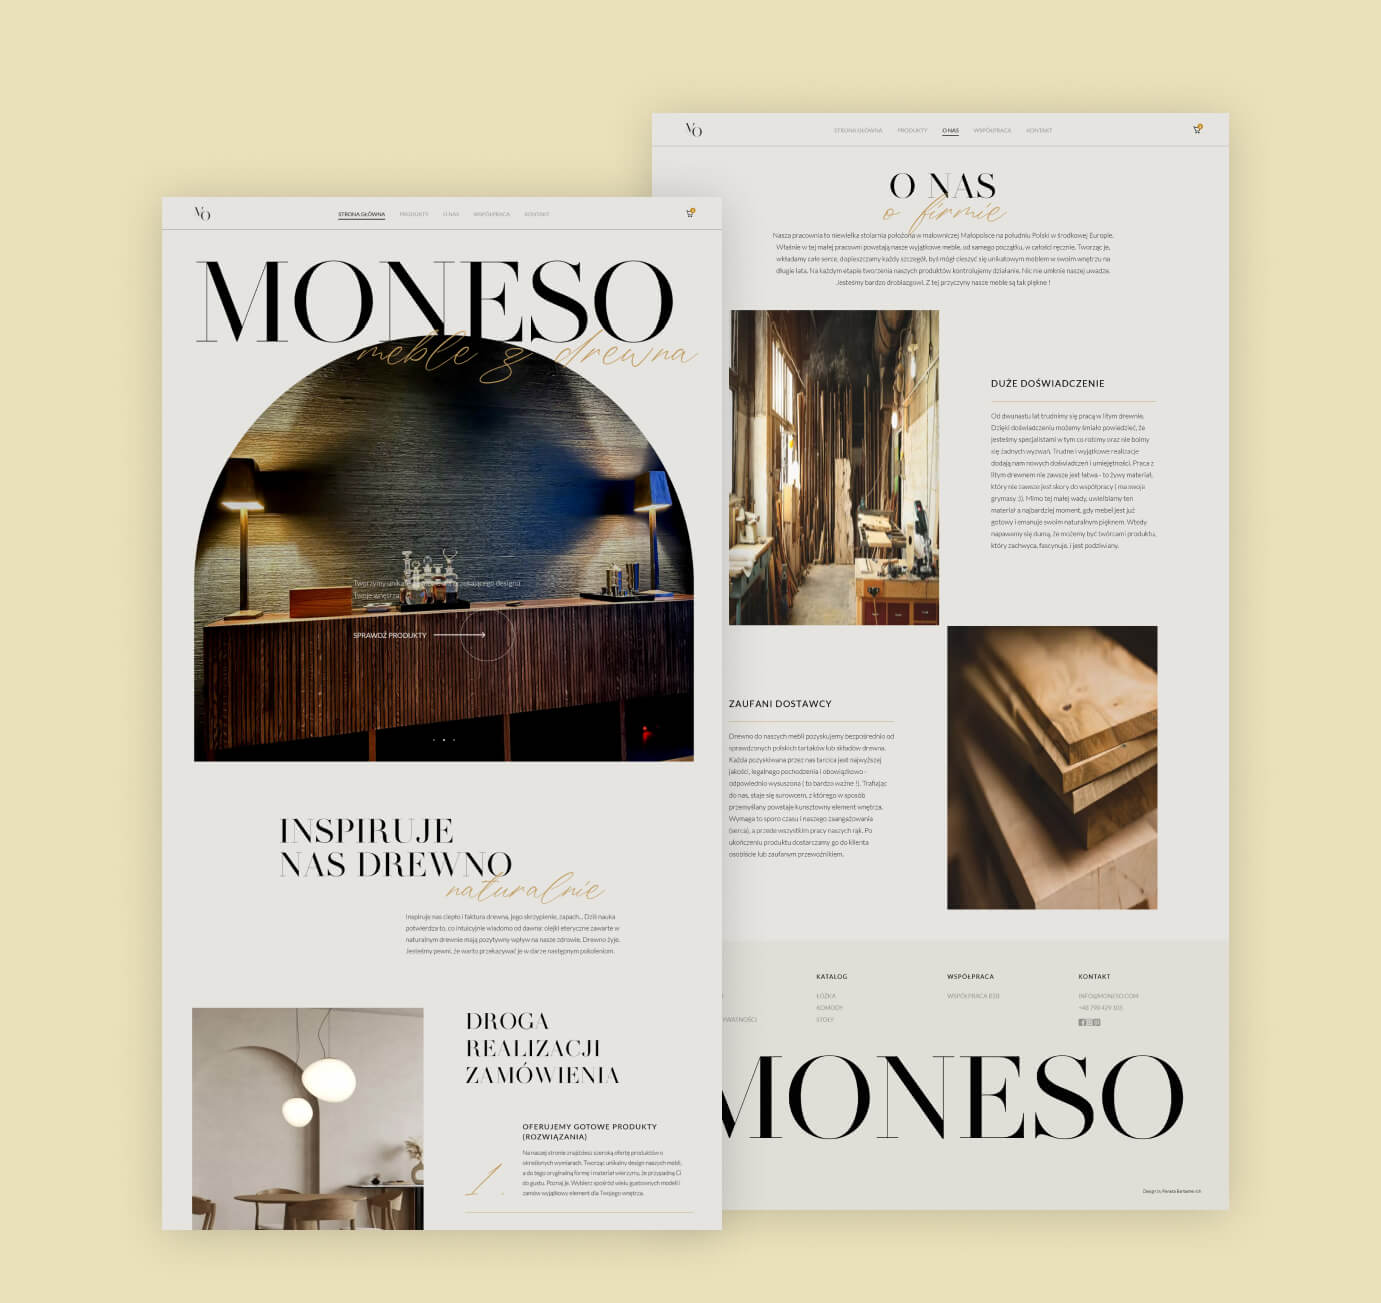 VO
STRONA GŁÓWNA PRODUKTY O NAS WSPÓŁPRACA KONTAKT
MONESO
meble z drewna
Tworzymy unikal
designu
Twoje wnętrza
SPRAWDŹ PRODUKTY
INSPIRUJE
NAS DREWNO
naturalnie
Inspiruje nas ciepło i faktura drewna, jego skrzypienie, zapach... Dziś nauka
potwierdza to, co intuicyjnie wiadomo od dawna: olejki eteryczne zawarte w
naturalnym drewnie mają pozytywny wpływ na nasze zdrowie. Drewno żyje.
Jesteśmy pewni, że warto przekazywać je w darze następnym pokoleniom.
DROGA
REALIZACJI
ZAMÓWIENIA
OFERUJEMY GOTOWE PRODUKTY
(ROZWIĄZANIA)
1.
Na naszej stronie znajdziesz szeroką ofertę produktów o
określonych wymiarach. Tworząc unikalny design naszych mebli,
a do tego oryginalną formę i materiał wierzymy, że przypadną Ci
do gustu. Poznaj je. Wybierz spośród wielu gustownych modeli i
zamów wyjątkowy element dla Twojego wnętrza.
VO
STRONA GŁÓWNA PRODUKTY O NAS WSPÓŁPRACA KONTAKT
O NAS
o firmie
Nasza pracownia to niewielka stolarnia położona w malowniczej Małopolsce na południu Polski w środkowej Europie.
Właśnie w tej małej pracowni powstają nasze wyjątkowe meble, od samego początku, w całości ręcznie. Tworząc je,
wkładamy całe serce, dopieszczamy każdy szczegół, byś mógł cieszyć się unikatowym meblem w swoim wnętrzu na
długie lata. Na każdym etapie tworzenia naszych produktów kontrolujemy działanie. Nic nie umknie naszej uwadze.
Jesteśmy bardzo drobiazgowi. Z tej przyczyny nasze meble są tak piękne !
DUŻE DOŚWIADCZENIE
Od dwunastu lat trudnimy się pracą w litym drewnie.
Dzięki doświadczeniu możemy śmiało powiedzieć, że
jesteśmy specjalistami w tym co robimy oraz nie boimy
się żadnych wyzwań. Trudne i wyjątkowe realizacje
dodają nam nowych doświadczeń i umiejętności. Praca z
litym drewnem nie zawsze jest łatwa - to żywy materiał,
który nie zawsze jest skory do współpracy ( ma swoje
grymasy :)). Mimo tej małej wady, uwielbiamy ten
materiał a najbardziej moment, gdy mebel jest już
gotowy i emanuje swoim naturalnym pięknem. Wtedy
napawamy się dumą, że możemy być twórcami produktu,
który zachwyca, fascynuje, i jest podziwiany.
ZAUFANI DOSTAWCY
Drewno do naszych mebli pozyskujemy bezpośrednio od
sprawdzonych polskich tartaków lub składów drewna.
Każda pozyskiwana przez nas tarcica jest najwyższej
jakości, legalnego pochodzenia i obowiązkowo -
odpowiednio wysuszona ( to bardzo ważne !). Trafiając
do nas, staje się surowcem, z którego w sposób
przemyślany powstaje kunsztowny element wnętrza.
Wymaga to sporo czasu i naszego zaangażowania
(serca), a przede wszystkim pracy naszych rąk. Po
ukończeniu produktu dostarczamy go do klienta
osobiście lub zaufanym przewoźnikiem.
KATALOG
ŁÓŻKA
KOMODY
STOŁY
WSPÓŁPRACA
WSPÓŁPRACA B2B
KONTAKT
INFO@MONESO.COM
+48 799 429 103
YWATNOŚCI
MONESO
Design by Renata